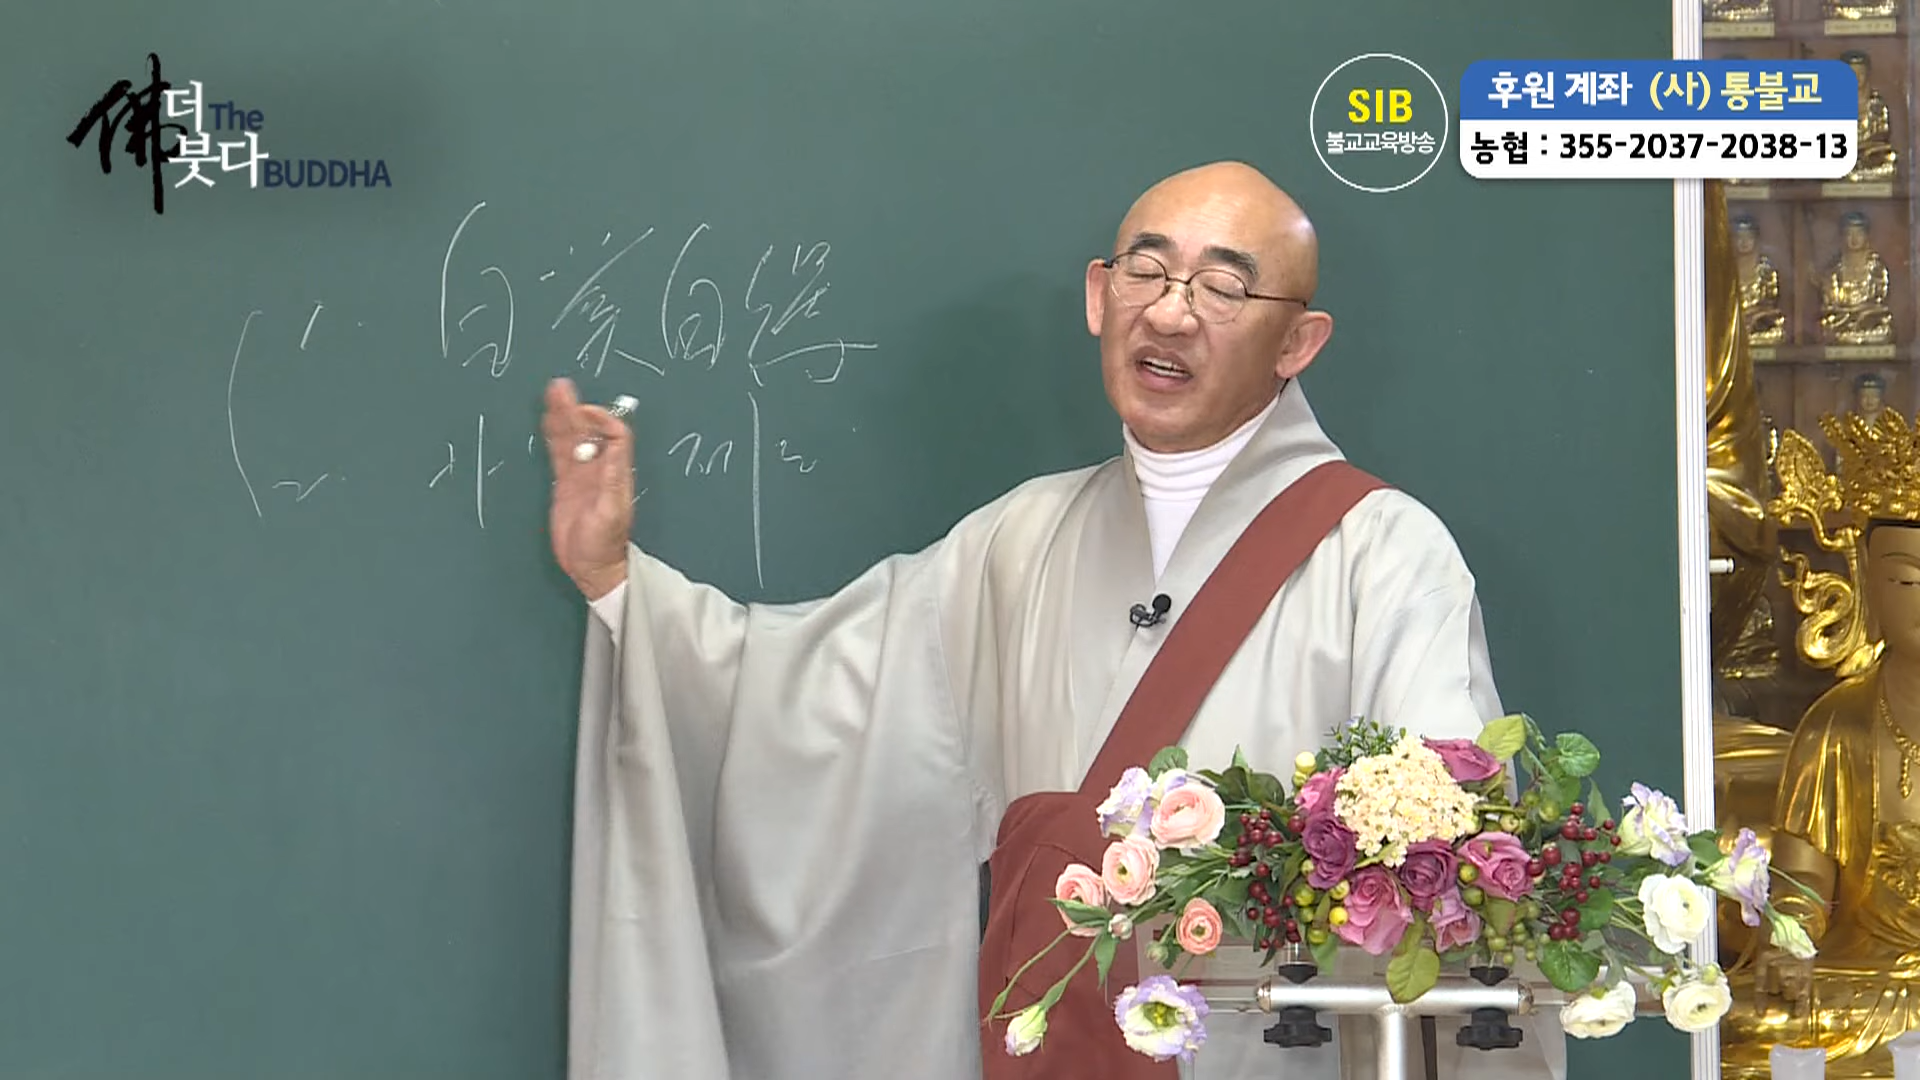 佛 더 The
붓다 BUDDHA
SIB
불교교육방송
후원 계좌 (사) 통불교
농협 : 355-2037-2038-13
1. 自業自得
2.